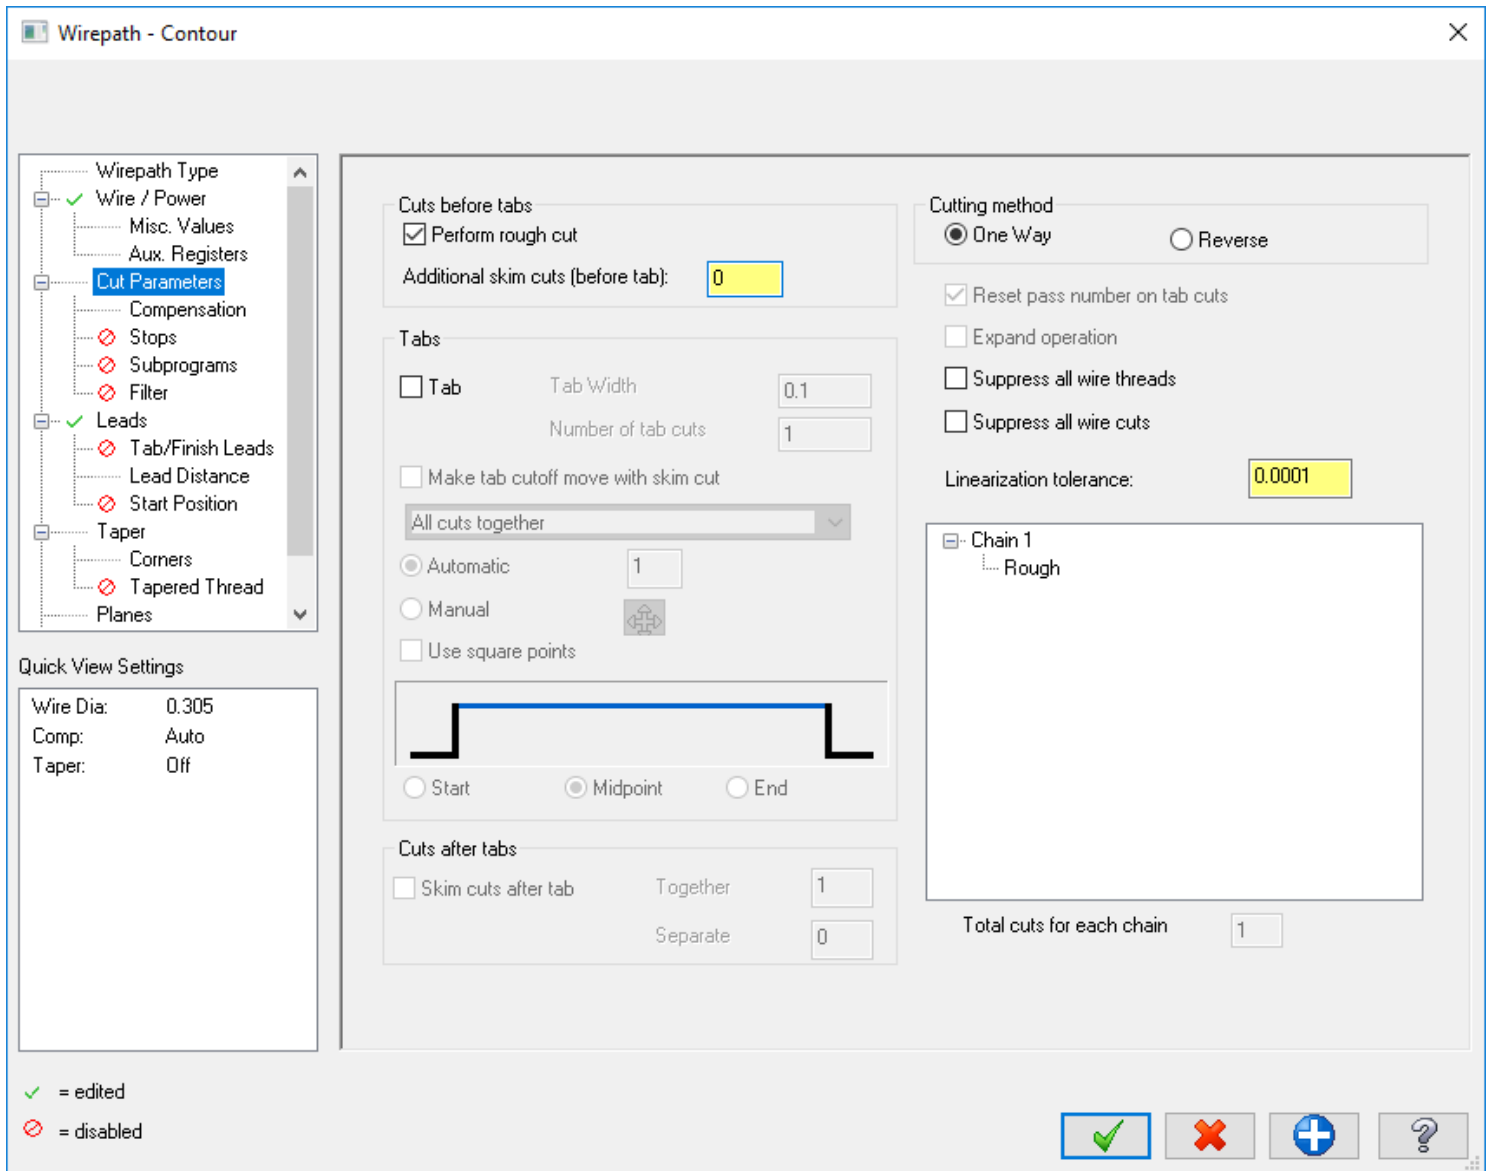 Wirepath - Contour
Wirepath Type
Wire / Power
Misc. Values
Aux. Registers
Cut Parameters
Compensation
Stops
Subprograms
Filter
Leads
Tab/Finish Leads
Lead Distance
Start Position
Taper
Corners
Tapered Thread
Planes
Quick View Settings
Wire Dia: 0.305
Comp: Auto
Taper: Off
= edited
= disabled
Cuts before tabs
Perform rough cut
Additional skim cuts (before tab): 0
Tabs
Tab
Tab Width 0.1
Number of tab cuts 1
Make tab cutoff move with skim cut
All cuts together
Automatic 1
Manual
Use square points
Start Midpoint End
Cuts after tabs
Skim cuts after tab Together 1
Separate 0
Cutting method
One Way Reverse
Reset pass number on tab cuts
Expand operation
Suppress all wire threads
Suppress all wire cuts
Linearization tolerance: 0.0001
Chain 1
Rough
Total cuts for each chain 1